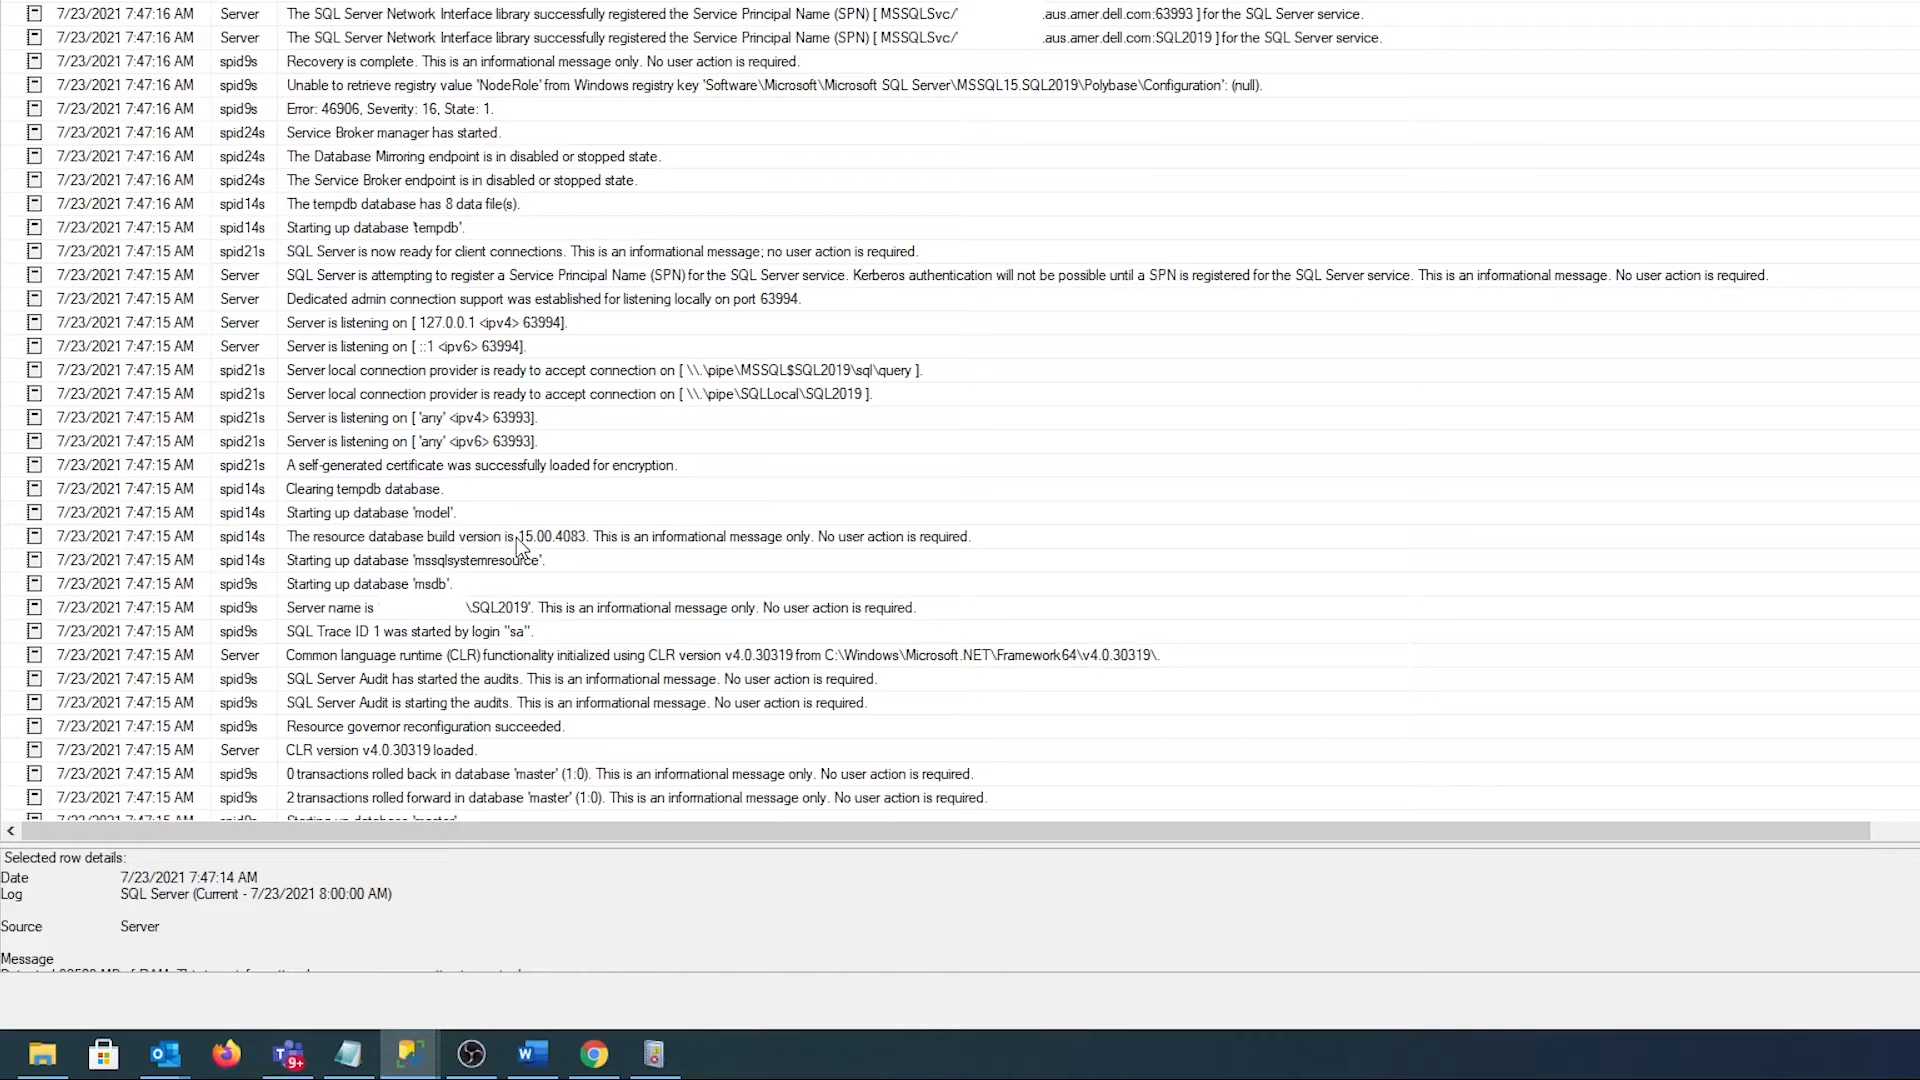 7/23/2021 7:47:16 AM Server The SQL Server Network Interface library successfully registered the Service Principal Name (SPN) [ MSSQLSvc/' .aus.amer.dell.com:63993 ] for the SQL Server service.
7/23/2021 7:47:16 AM Server The SQL Server Network Interface library successfully registered the Service Principal Name (SPN) [ MSSQLSvc/' .aus.amer.dell.com:SQL2019 ] for the SQL Server service.
7/23/2021 7:47:16 AM spid9s Recovery is complete. This is an informational message only. No user action is required.
7/23/2021 7:47:16 AM spid9s Unable to retrieve registry value 'NodeRole' from Windows registry key 'Software\Microsoft\Microsoft SQL Server\MSSQL15.SQL2019\Polybase\Configuration': (null).
7/23/2021 7:47:16 AM spid9s Error: 46906, Severity: 16, State: 1.
7/23/2021 7:47:16 AM spid24s Service Broker manager has started.
7/23/2021 7:47:16 AM spid24s The Database Mirroring endpoint is in disabled or stopped state.
7/23/2021 7:47:16 AM spid24s The Service Broker endpoint is in disabled or stopped state.
7/23/2021 7:47:16 AM spid14s The tempdb database has 8 data file(s).
7/23/2021 7:47:15 AM spid14s Starting up database 'tempdb'.
7/23/2021 7:47:15 AM spid21s SQL Server is now ready for client connections. This is an informational message; no user action is required.
7/23/2021 7:47:15 AM Server SQL Server is attempting to register a Service Principal Name (SPN) for the SQL Server service. Kerberos authentication will not be possible until a SPN is registered for the SQL Server service. This is an informational message. No user action is required.
7/23/2021 7:47:15 AM Server Dedicated admin connection support was established for listening locally on port 63994.
7/23/2021 7:47:15 AM Server Server is listening on [ 127.0.0.1 <ipv4> 63994].
7/23/2021 7:47:15 AM Server Server is listening on [ ::1 <ipv6> 63994].
7/23/2021 7:47:15 AM spid21s Server local connection provider is ready to accept connection on [ \\.\pipe\MSSQL$SQL2019\sql\query ].
7/23/2021 7:47:15 AM spid21s Server local connection provider is ready to accept connection on [ \\.\pipe\SQLLocal\SQL2019 ].
7/23/2021 7:47:15 AM spid21s Server is listening on [ 'any' <ipv4> 63993].
7/23/2021 7:47:15 AM spid21s Server is listening on [ 'any' <ipv6> 63993].
7/23/2021 7:47:15 AM spid21s A self-generated certificate was successfully loaded for encryption.
7/23/2021 7:47:15 AM spid14s Clearing tempdb database.
7/23/2021 7:47:15 AM spid14s Starting up database 'model'.
7/23/2021 7:47:15 AM spid14s The resource database build version is 15.00.4083. This is an informational message only. No user action is required.
7/23/2021 7:47:15 AM spid14s Starting up database 'mssqlsystemresource'.
7/23/2021 7:47:15 AM spid9s Starting up database 'msdb'.
7/23/2021 7:47:15 AM spid9s Server name is \SQL2019'. This is an informational message only. No user action is required.
7/23/2021 7:47:15 AM spid9s SQL Trace ID 1 was started by login "sa".
7/23/2021 7:47:15 AM Server Common language runtime (CLR) functionality initialized using CLR version v4.0.30319 from C:\Windows\Microsoft.NET\Framework64\v4.0.30319\.
7/23/2021 7:47:15 AM spid9s SQL Server Audit has started the audits. This is an informational message. No user action is required.
7/23/2021 7:47:15 AM spid9s SQL Server Audit is starting the audits. This is an informational message. No user action is required.
7/23/2021 7:47:15 AM spid9s Resource governor reconfiguration succeeded.
7/23/2021 7:47:15 AM Server CLR version v4.0.30319 loaded.
7/23/2021 7:47:15 AM spid9s 0 transactions rolled back in database 'master' (1:0). This is an informational message only. No user action is required.
7/23/2021 7:47:15 AM spid9s 2 transactions rolled forward in database 'master' (1:0). This is an informational message only. No user action is required.
7/23/2021 7:47:15 AM spid9s Starting up database 'master'
Selected row details:
Date 7/23/2021 7:47:14 AM
Log SQL Server (Current - 7/23/2021 8:00:00 AM)
Source Server
Message
9+